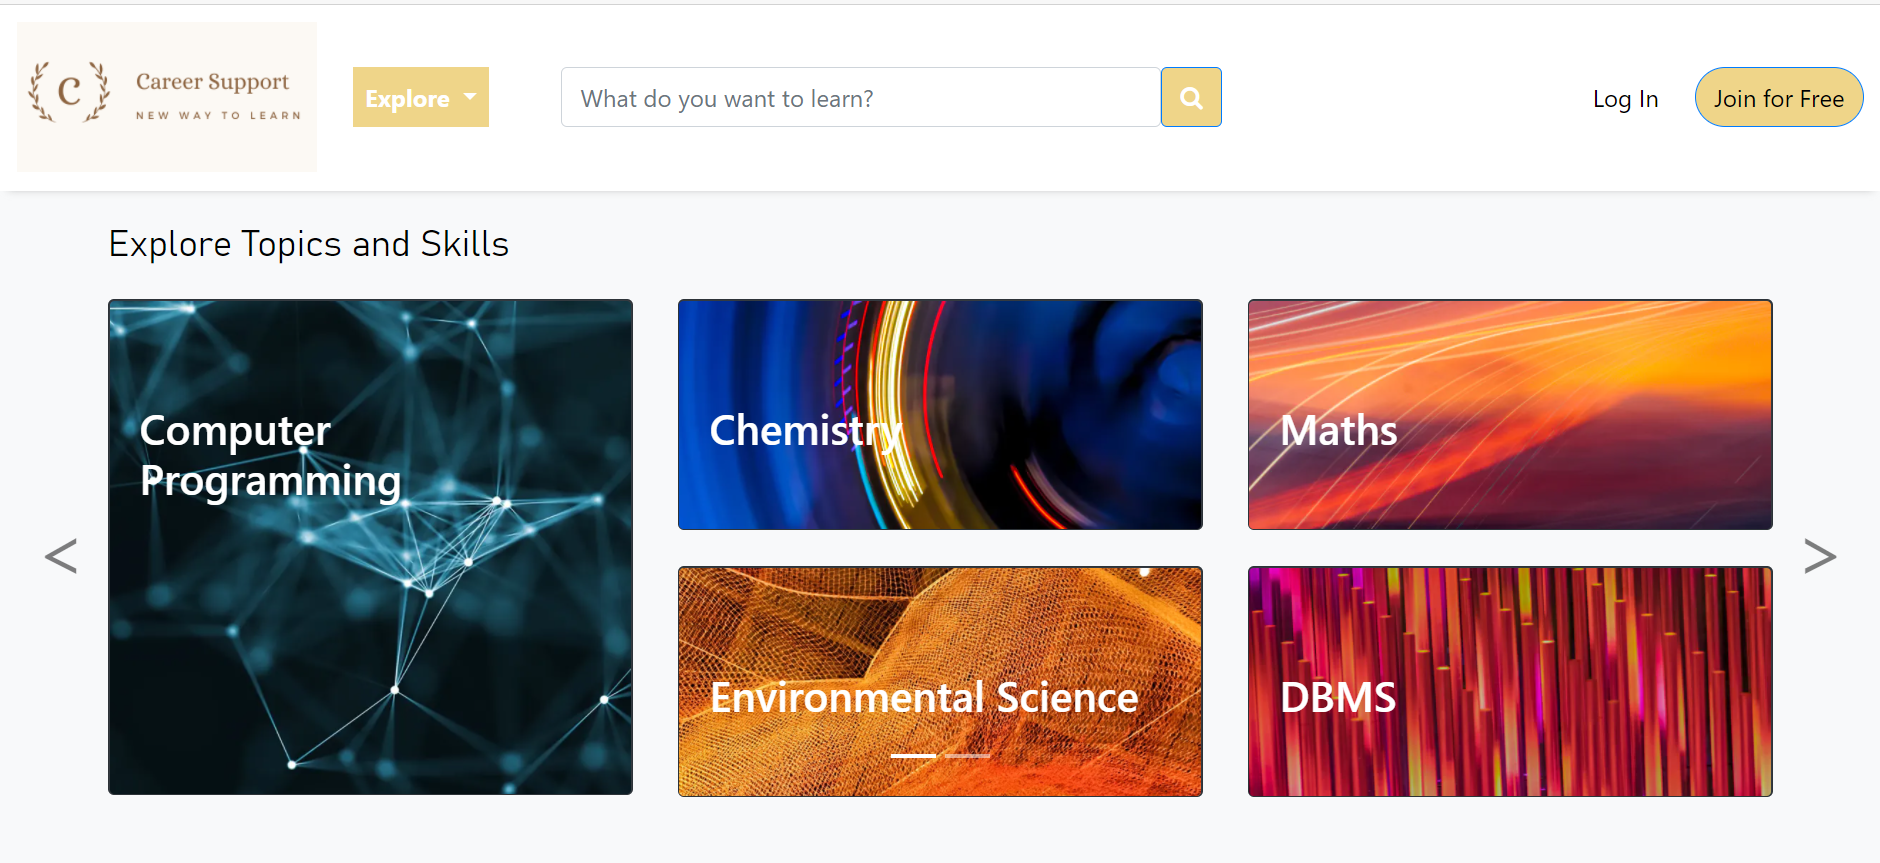 C
Career Support
NEW WAY TO LEARN
Explore
What do you want to learn?
Log In
Join for Free
Explore Topics and Skills
Computer
Programming
Chemistry
Maths
<
>
Environmental Science
DBMS